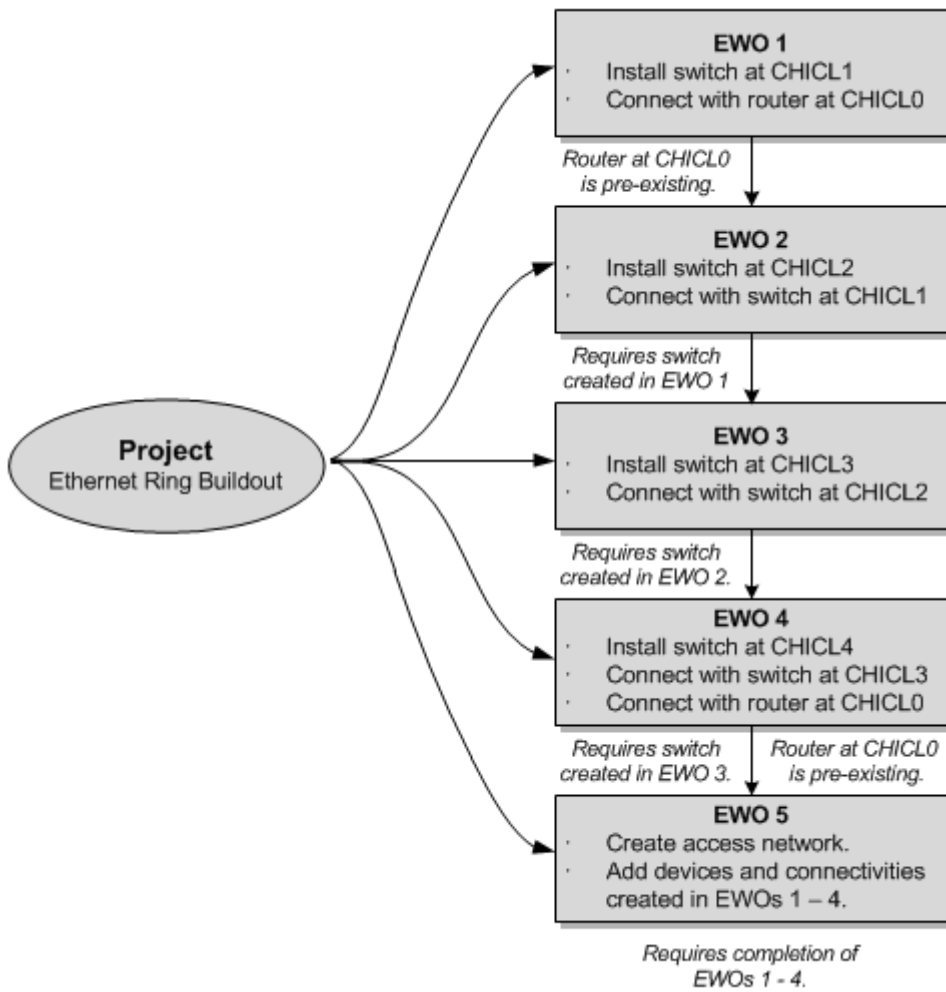 EWO 1
· Install switch at CHICL1
· Connect with router at CHICL0
Router at CHICL0
is pre-existing.
EWO 2
· Install switch at CHICL2
· Connect with switch at CHICL1
Requires switch
created in EWO 1
Project
Ethernet Ring Buildout
EWO 3
· Install switch at CHICL3
· Connect with switch at CHICL2
Requires switch
created in EWO 2.
EWO 4
· Install switch at CHICL4
· Connect with switch at CHICL3
· Connect with router at CHICL0
Requires switch
created in EWO 3.
Router at CHICL0
is pre-existing.
EWO 5
· Create access network.
· Add devices and connectivities
created in EWOs 1 – 4.
Requires completion of
EWOs 1 - 4.